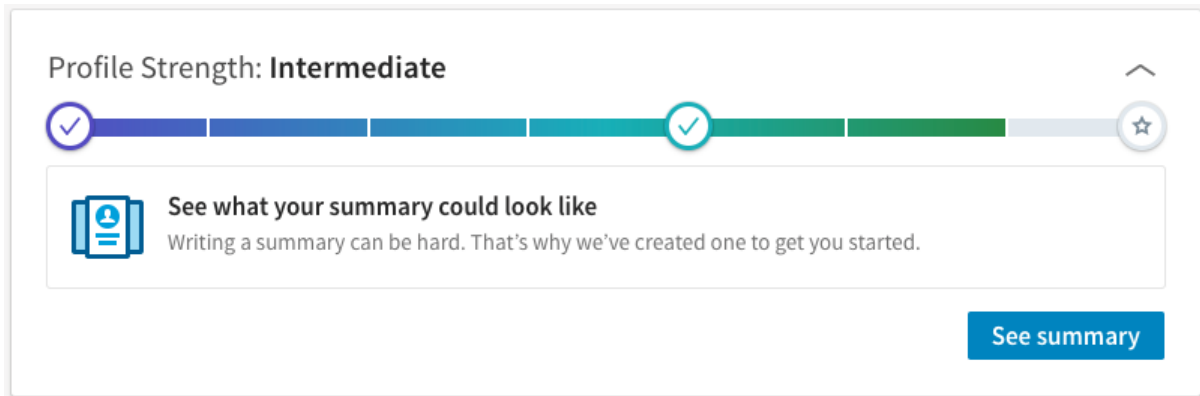 Profile Strength: Intermediate
See what your summary could look like
Writing a summary can be hard. That’s why we’ve created one to get you started.
See summary